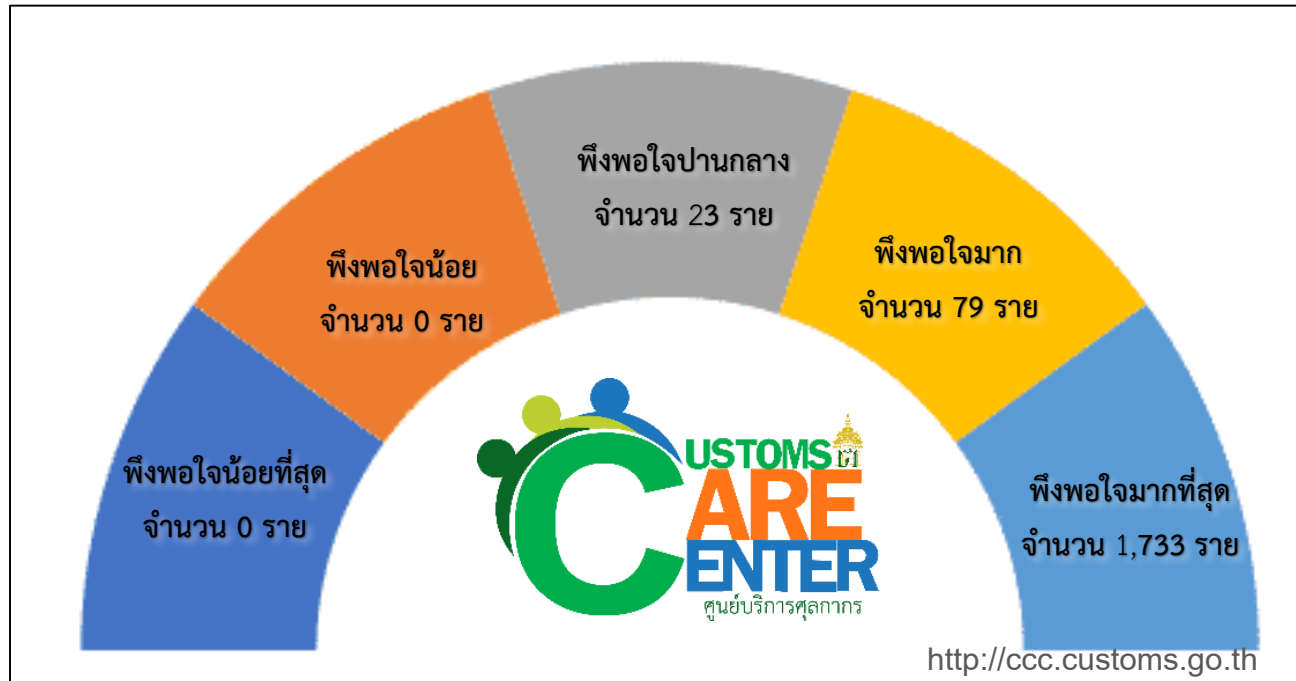 พึงพอใจปานกลาง
จำนวน 23 ราย
พึงพอใจน้อย
จำนวน 0 ราย
พึงพอใจมาก
จำนวน 79 ราย
พึงพอใจน้อยที่สุด
จำนวน 0 ราย
พึงพอใจมากที่สุด
จำนวน 1,733 ราย
CUSTOMS
CARE
CENTER
ศูนย์บริการศุลกากร
http://ccc.customs.go.th